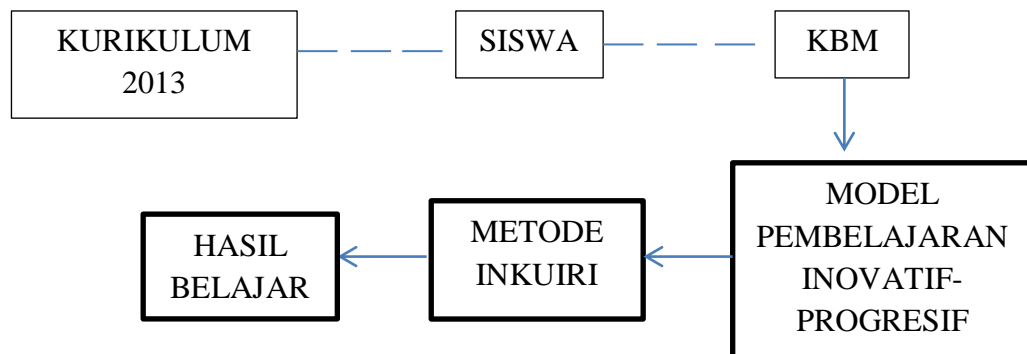 KURIKULUM
2013
SISWA
KBM
MODEL
PEMBELAJARAN
INOVATIF-
PROGRESIF
METODE
INKUIRI
HASIL
BELAJAR